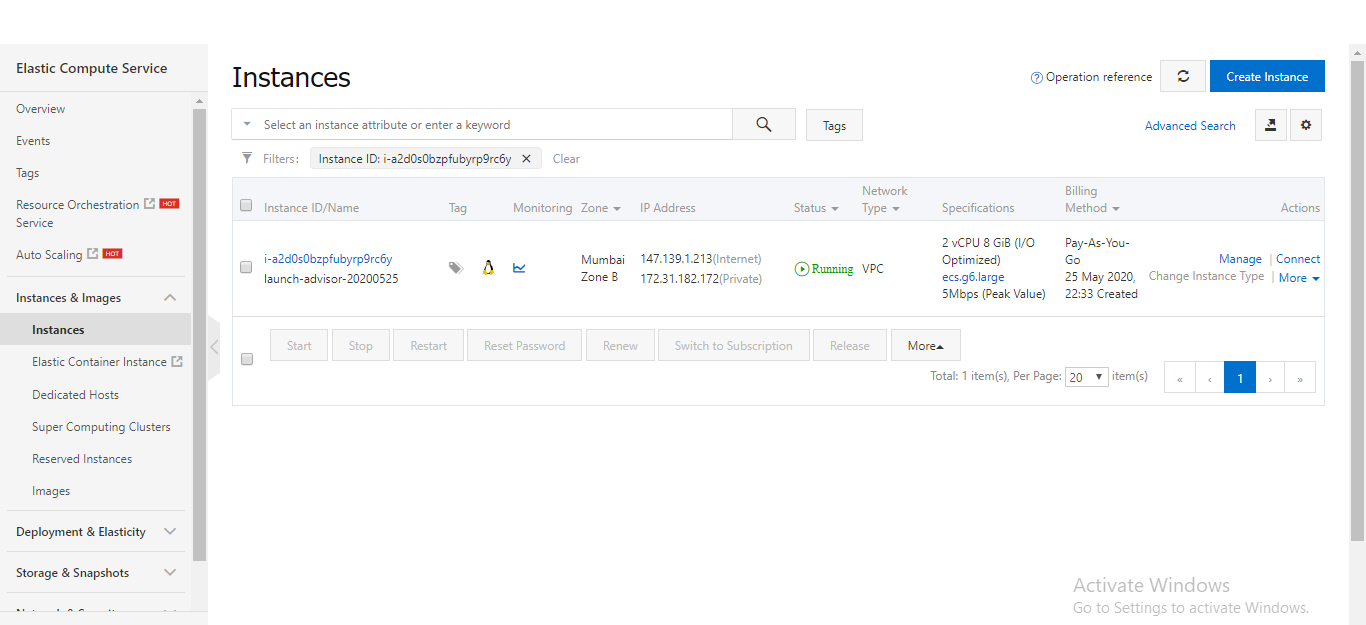 Elastic Compute Service
Overview
Events
Tags
Resource Orchestration HOT
Service
Auto Scaling HOT
Instances & Images
Instances
Elastic Container Instance
Dedicated Hosts
Super Computing Clusters
Reserved Instances
Images
Deployment & Elasticity
Storage & Snapshots
Instances
Operation reference
Create Instance
Select an instance attribute or enter a keyword
Tags
Advanced Search
Filters: Instance ID: i-a2d0s0bzpfubyrp9rc6y Clear
Instance ID/Name
Tag
Monitoring
Zone
IP Address
Status
Network
Type
Specifications
Billing
Method
Actions
i-a2d0s0bzpfubyrp9rc6y
launch-advisor-20200525
Mumbai
Zone B
147.139.1.213(Internet)
172.31.182.172(Private)
Running
VPC
2 vCPU 8 GiB (I/O
Optimized)
ecs.g6.large
5Mbps (Peak Value)
Pay-As-You-
Go
25 May 2020,
22:33 Created
Manage | Connect
Change Instance Type | More
Start
Stop
Restart
Reset Password
Renew
Switch to Subscription
Release
More
Total: 1 item(s), Per Page: 20 item(s)
« ‹ 1 › »
Activate Windows
Go to Settings to activate Windows.